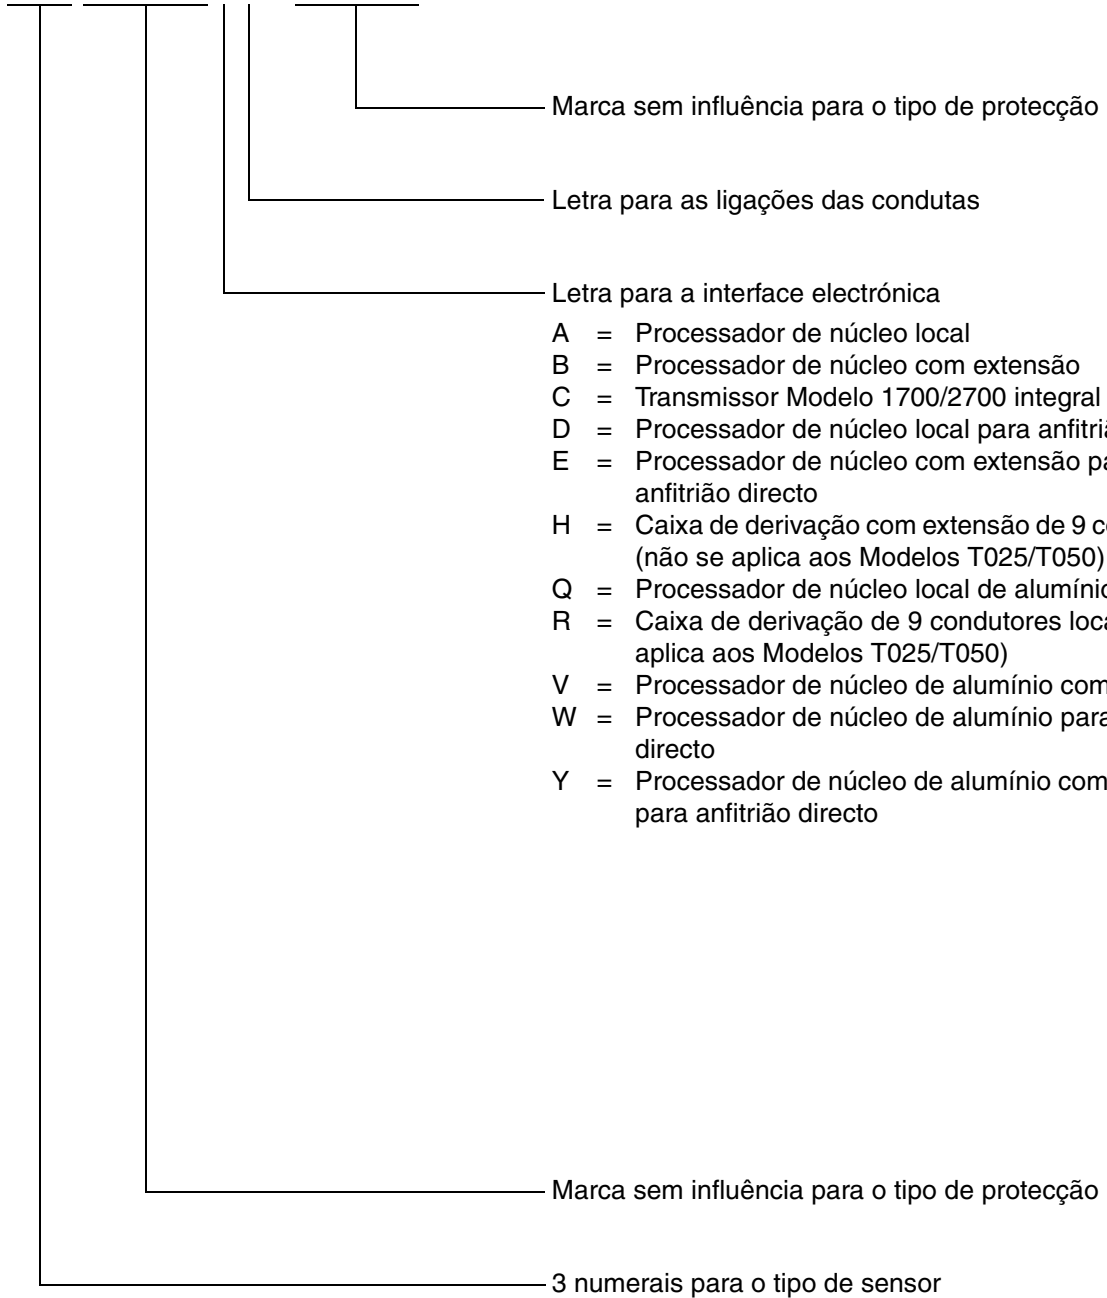 Marca sem influência para o tipo de protecção
Letra para as ligações das condutas
Letra para a interface electrónica
A = Processador de núcleo local
B = Processador de núcleo com extensão
C = Transmissor Modelo 1700/2700 integral
D = Processador de núcleo local para
E = Processador de núcleo com extensão
anfitrião directo
H = Caixa de derivação com extensão de 9
(não se aplica aos Modelos T025/T050)
Q = Processador de núcleo local de
R = Caixa de derivação de 9 condutores
aplica aos Modelos T025/T050)
V = Processador de núcleo de alumínio com
W = Processador de núcleo de alumínio para
directo
Y = Processador de núcleo de alumínio com
para anfitrião directo
Marca sem influência para o tipo de protecção
3 numerais para o tipo de sensor